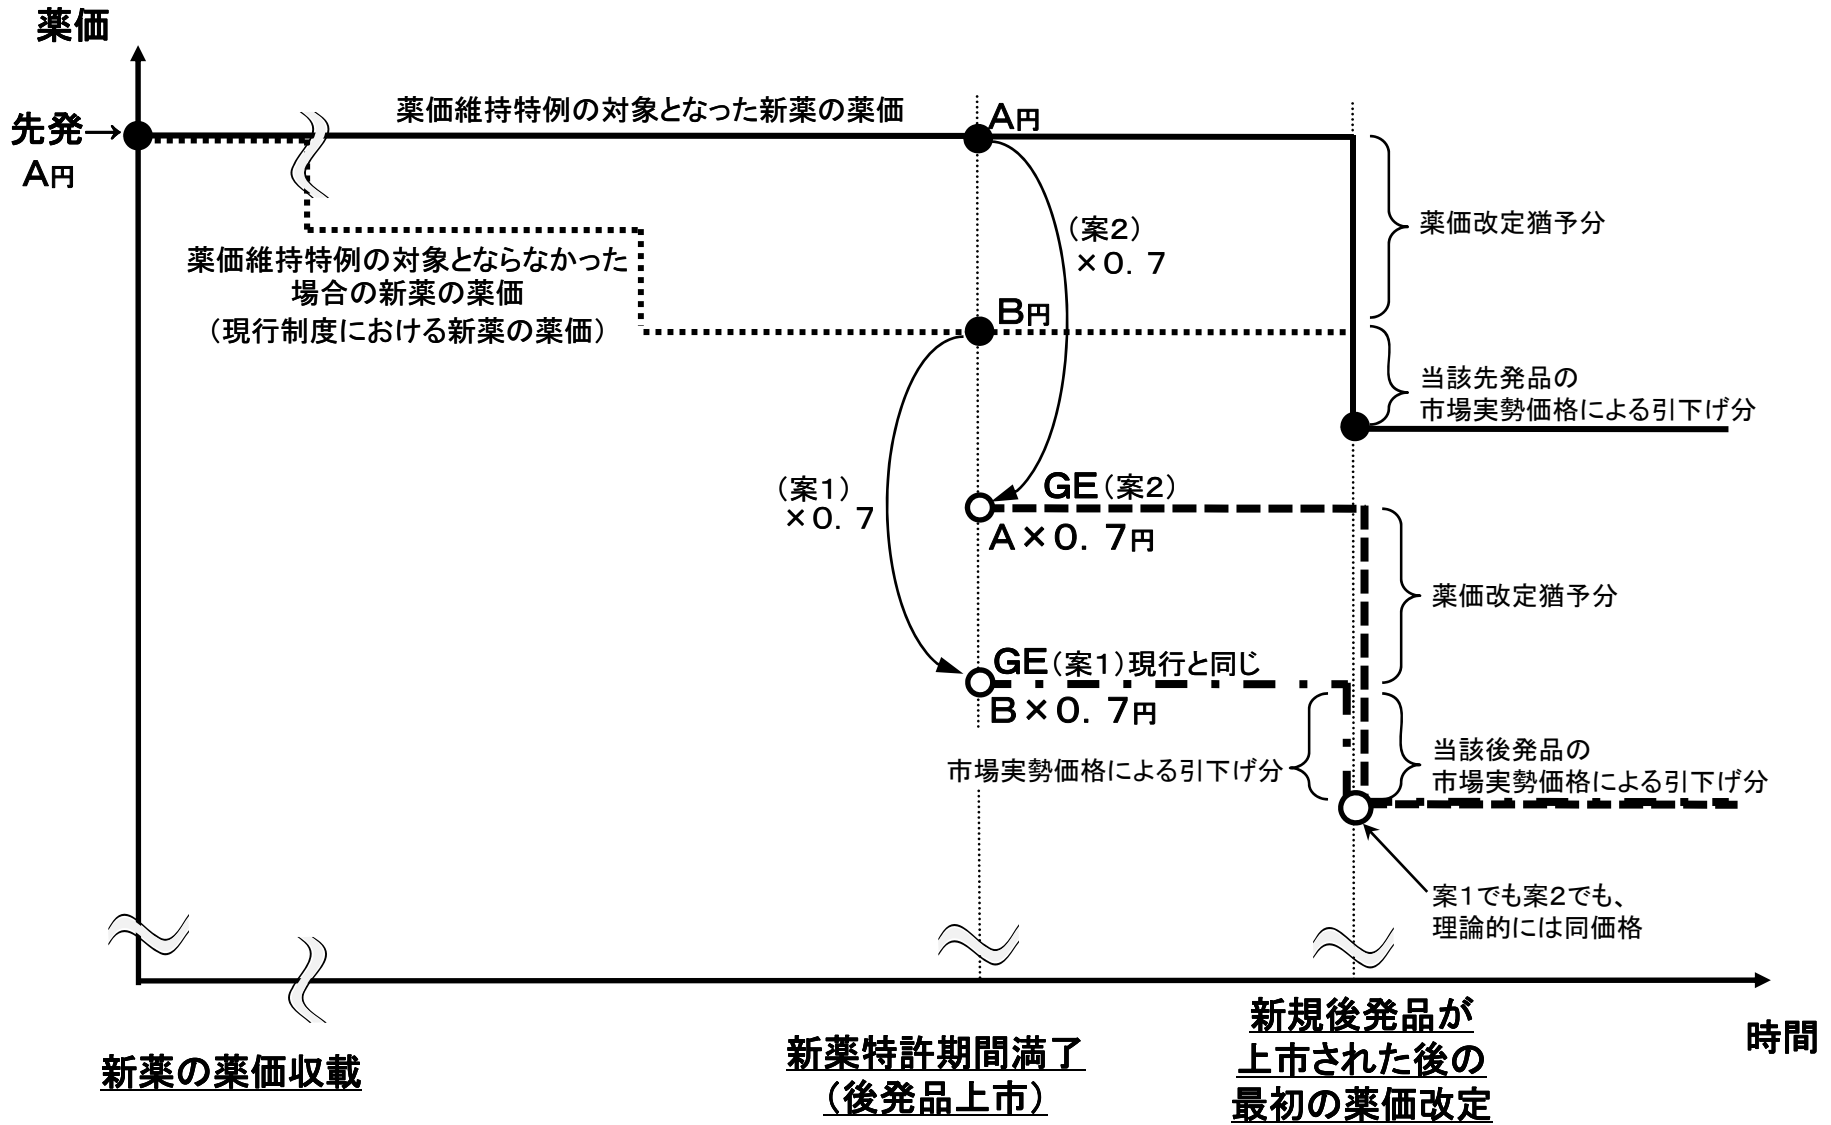 薬価
先発→
A円
薬価維持特例の対象となった新薬の薬価
A円
(案2)
×0.7
薬価改定猶予分
薬価維持特例の対象とならなかった
場合の新薬の薬価
(現行制度における新薬の薬価)
B円
当該先発品の
市場実勢価格による引下げ分
(案1)
×0.7
GE(案2)
A×0.7円
薬価改定猶予分
GE(案1)現行と同じ
B×0.7円
市場実勢価格による引下げ分
当該後発品の
市場実勢価格による引下げ分
案1でも案2でも、
理論的には同価格
新薬の薬価収載
新薬特許期間満了
(後発品上市)
新規後発品が
上市された後の
最初の薬価改定
時間